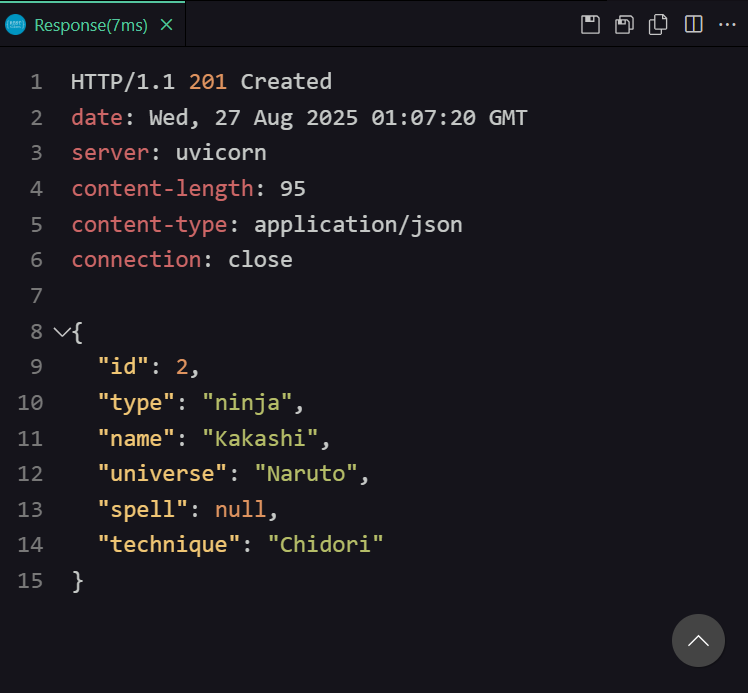 Response(7ms)
1 HTTP/1.1 201 Created
2 date: Wed, 27 Aug 2025 01:07:20 GMT
3 server: uvicorn
4 content-length: 95
5 content-type: application/json
6 connection: close
7
8 {
9   "id": 2,
10   "type": "ninja",
11   "name": "Kakashi",
12   "universe": "Naruto",
13   "spell": null,
14   "technique": "Chidori"
15 }